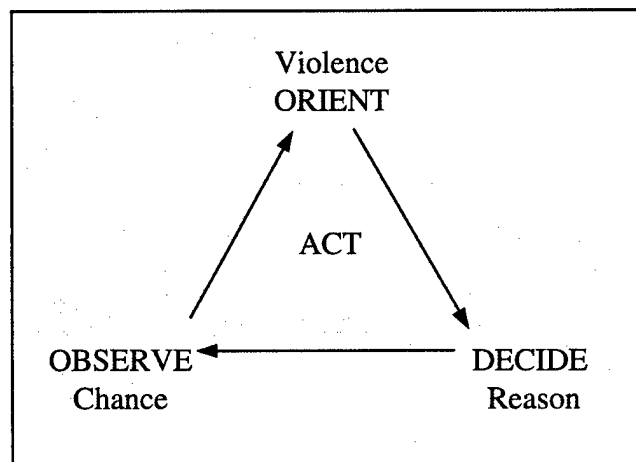 Violence
ORIENT
ACT
OBSERVE
Chance
DECIDE
Reason